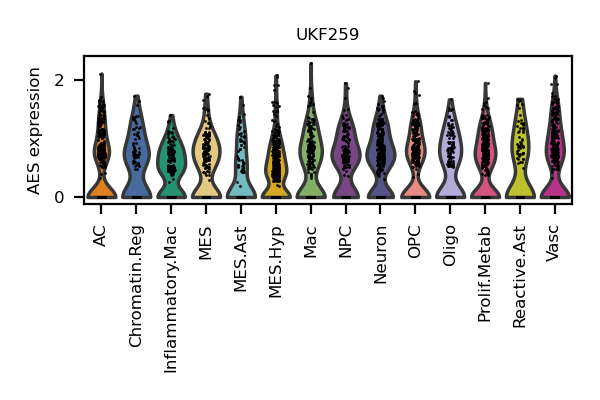 UKF259
AES expression
2
0
AC
Chromatin.Reg
Inflammatory.Mac
MES
MES.Ast
MES.Hyp
Mac
NPC
Neuron
OPC
Oligo
Prolif.Metab
Reactive.Ast
Vasc